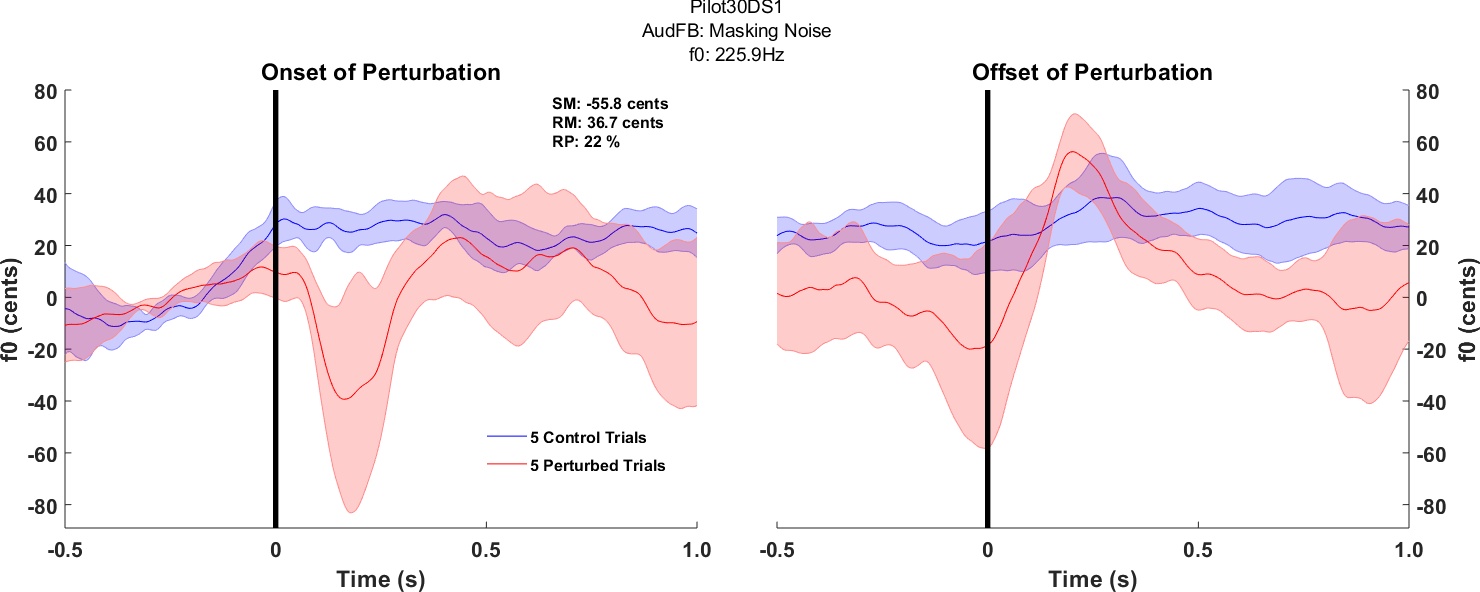 Pilot30DS1
AudFB: Masking Noise
f0: 225.9Hz
Onset of Perturbation
Offset of Perturbation
SM: -55.8 cents
RM: 36.7 cents
RP: 22 %
f0 (cents)
80
60
40
20
0
-20
-40
-60
-80
5 Control Trials
5 Perturbed Trials
-0.5 0 0.5 1.0
Time (s)
80
60
40
20
0
-20
-40
-60
-80
f0 (cents)
-0.5 0 0.5 1.0
Time (s)